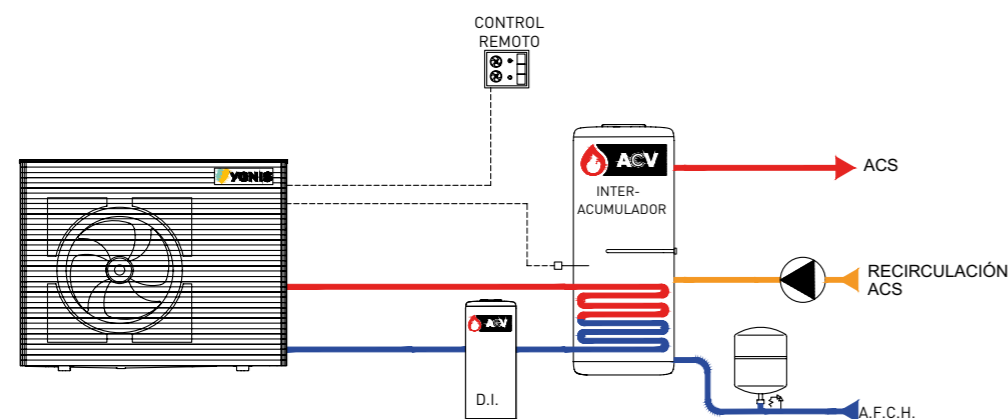 CONTROL
REMOTO
YGNIS
ACV
INTER-
ACUMULADOR
ACS
RECIRCULACIÓN
ACS
ACV
D.I.
A.F.C.H.